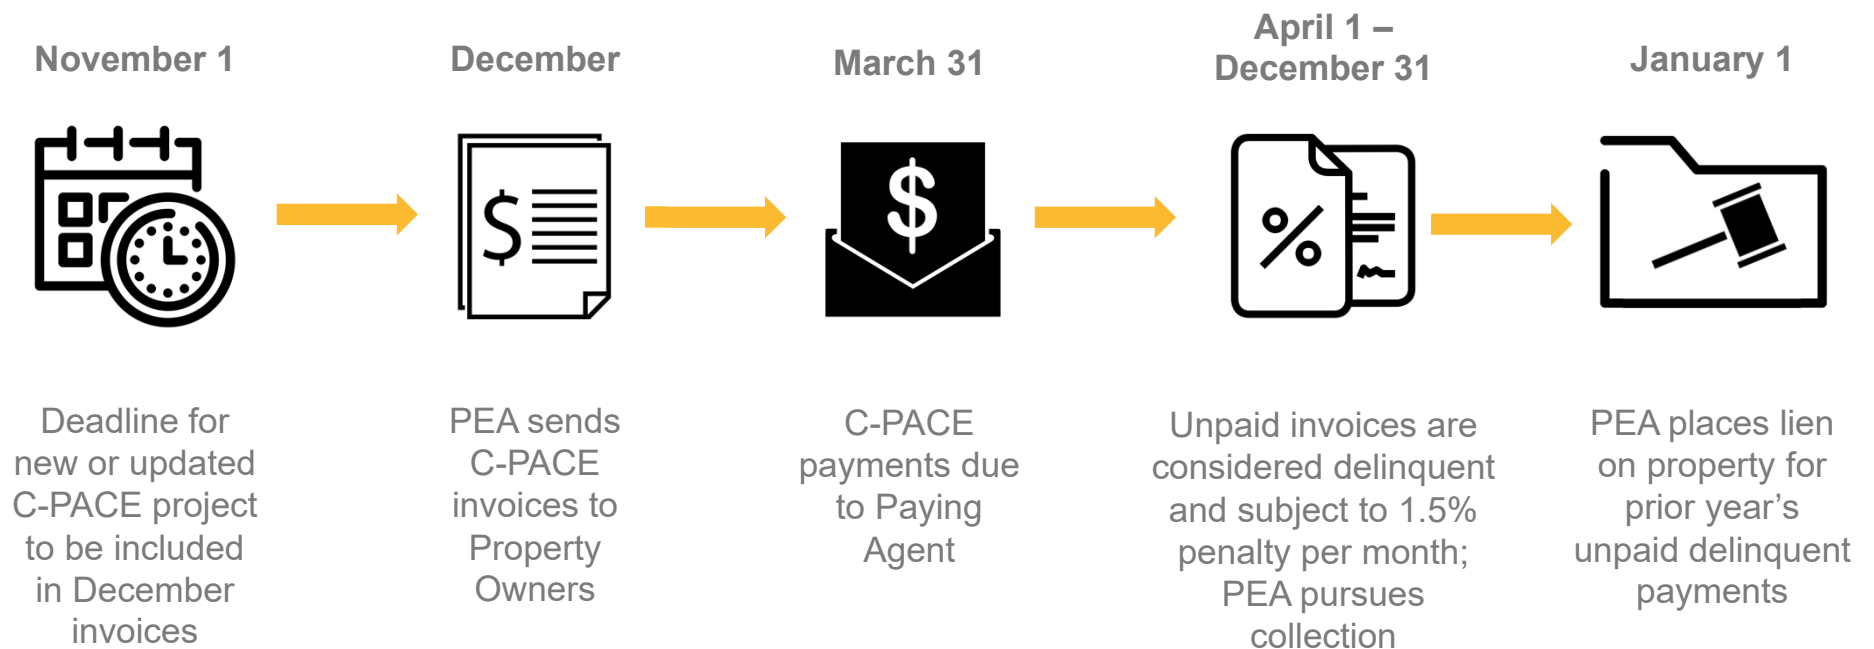 November 1
Deadline for
new or updated
C-PACE project
to be included
in December
invoices
December
$
PEA sends
C-PACE
invoices to
Property
Owners
March 31
$
C-PACE
payments due
to Paying
Agent
April 1 –
December 31
%
Unpaid invoices are
considered delinquent
and subject to 1.5%
penalty per month;
PEA pursues
collection
January 1
PEA places lien
on property for
prior year’s
unpaid delinquent
payments